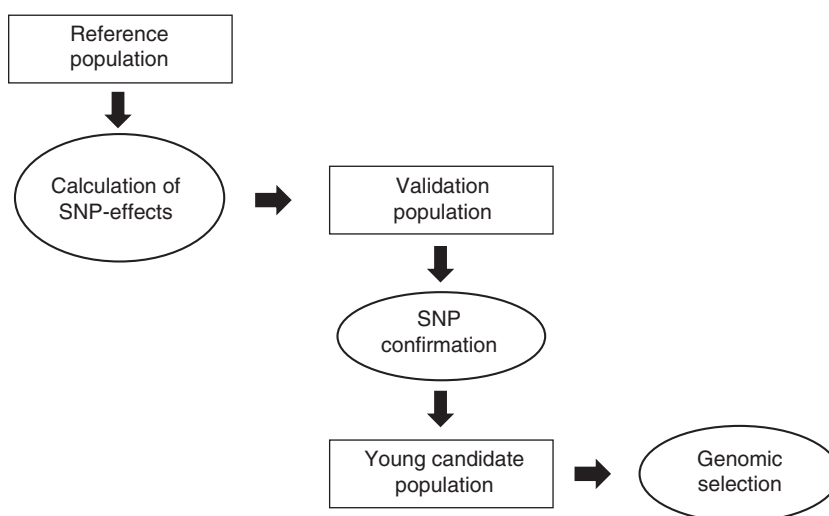 Reference
population
Calculation of
SNP-effects
Validation
population
SNP
confirmation
Young candidate
population
Genomic
selection